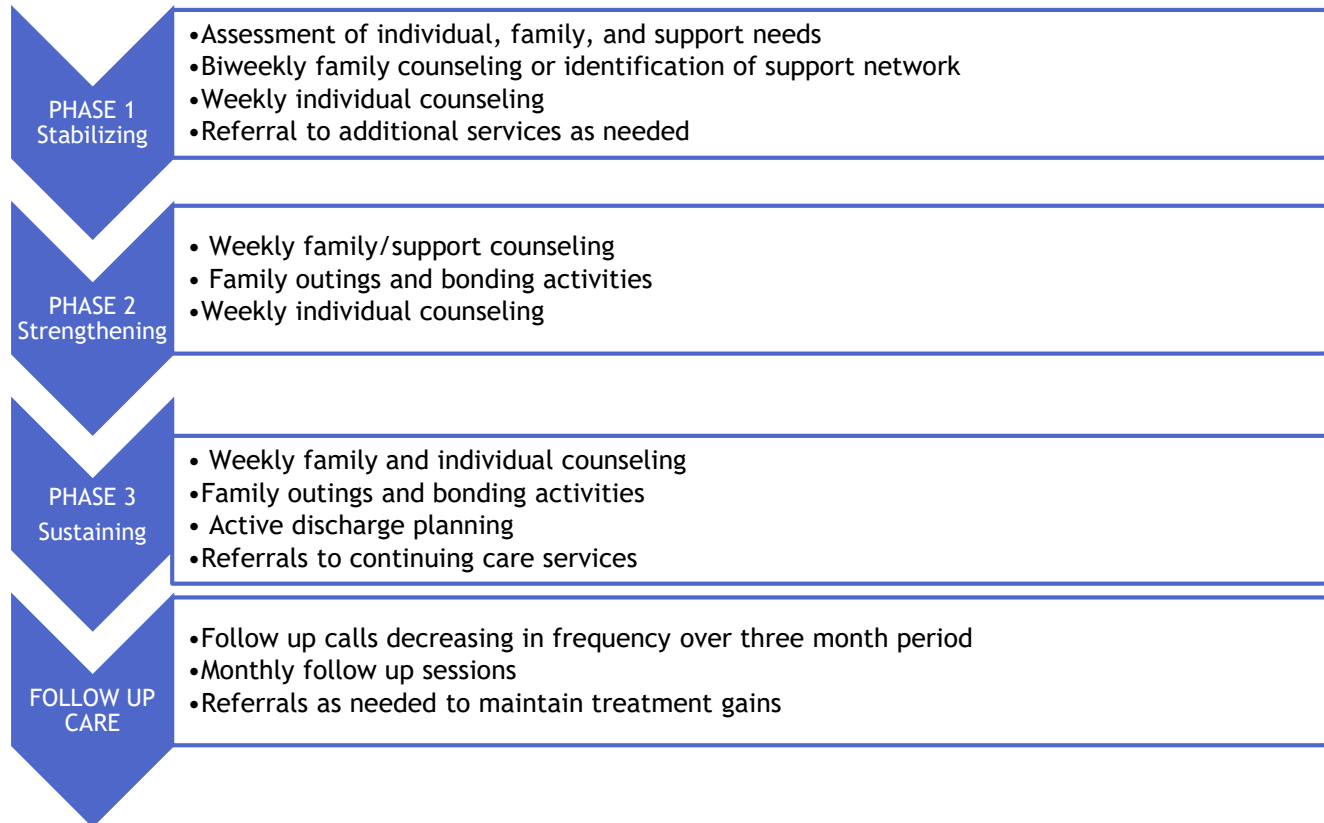 PHASE 1
Stabilizing
•Assessment of individual, family, and support needs
•Biweekly family counseling or identification of support network
•Weekly individual counseling
•Referral to additional services as needed
PHASE 2
Strengthening
• Weekly family/support counseling
• Family outings and bonding activities
•Weekly individual counseling
PHASE 3
Sustaining
• Weekly family and individual counseling
•Family outings and bonding activities
• Active discharge planning
•Referrals to continuing care services
FOLLOW UP
CARE
•Follow up calls decreasing in frequency over three month period
•Monthly follow up sessions
•Referrals as needed to maintain treatment gains